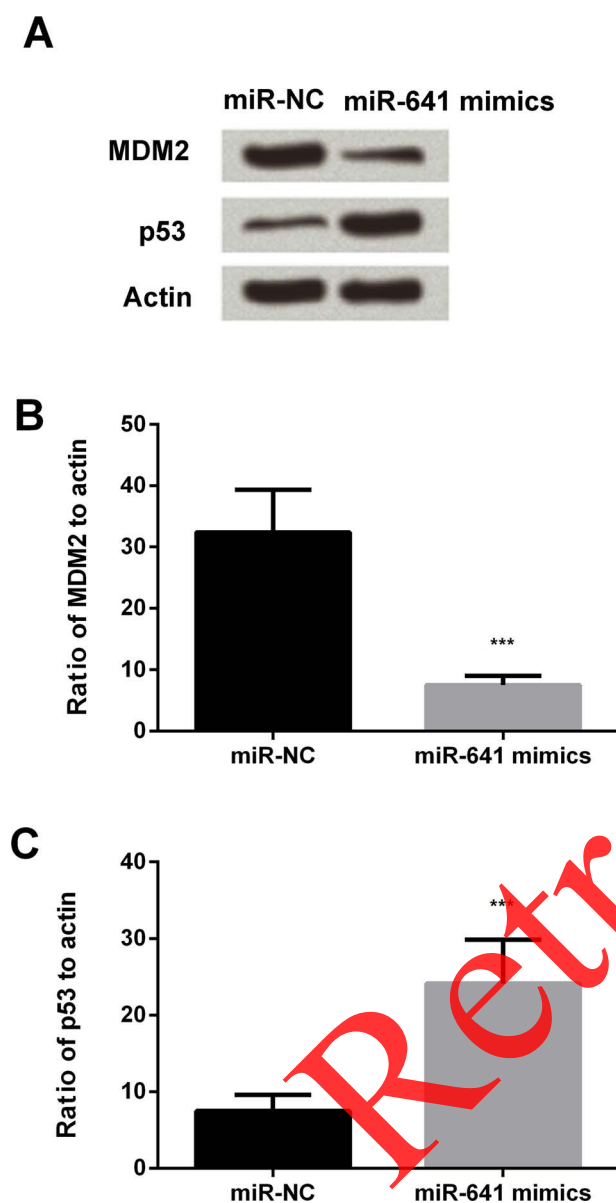 A
miR-NC miR-641 mimics
MDM2
p53
Actin
B
Ratio of MDM2 to actin
50
40
30
20
10
0
***
miR-NC miR-641 mimics
C
Ratio of p53 to actin
40
30
20
10
0
***
miR-NC miR-641 mimics
Retr